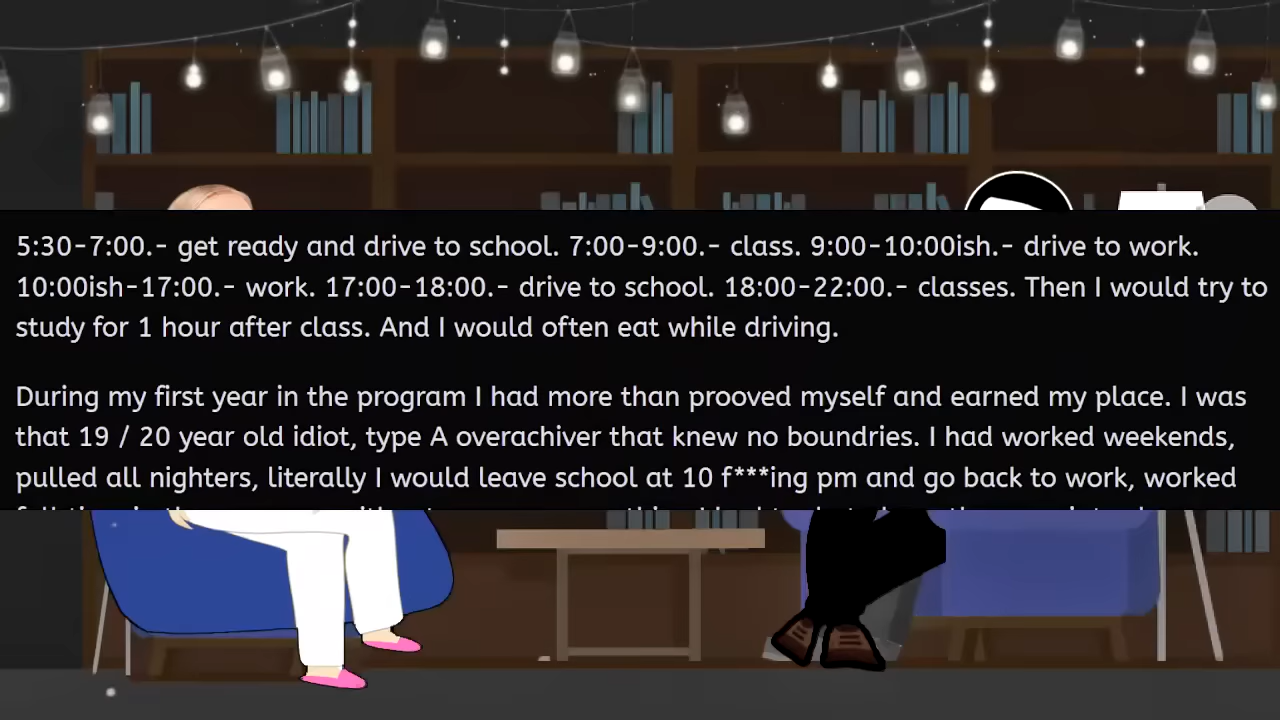 5:30-7:00.- get ready and drive to school. 7:00-9:00.- class. 9:00-10:00ish.- drive to work.
10:00ish-17:00.- work. 17:00-18:00.- drive to school. 18:00-22:00.- classes. Then I would try to
study for 1 hour after class. And I would often eat while driving.
During my first year in the program I had more than prooved myself and earned my place. I was
that 19 / 20 year old idiot, type A overachiver that knew no boundries. I had worked weekends,
pulled all nighters, literally I would leave school at 10 f***ing pm and go back to work, worked